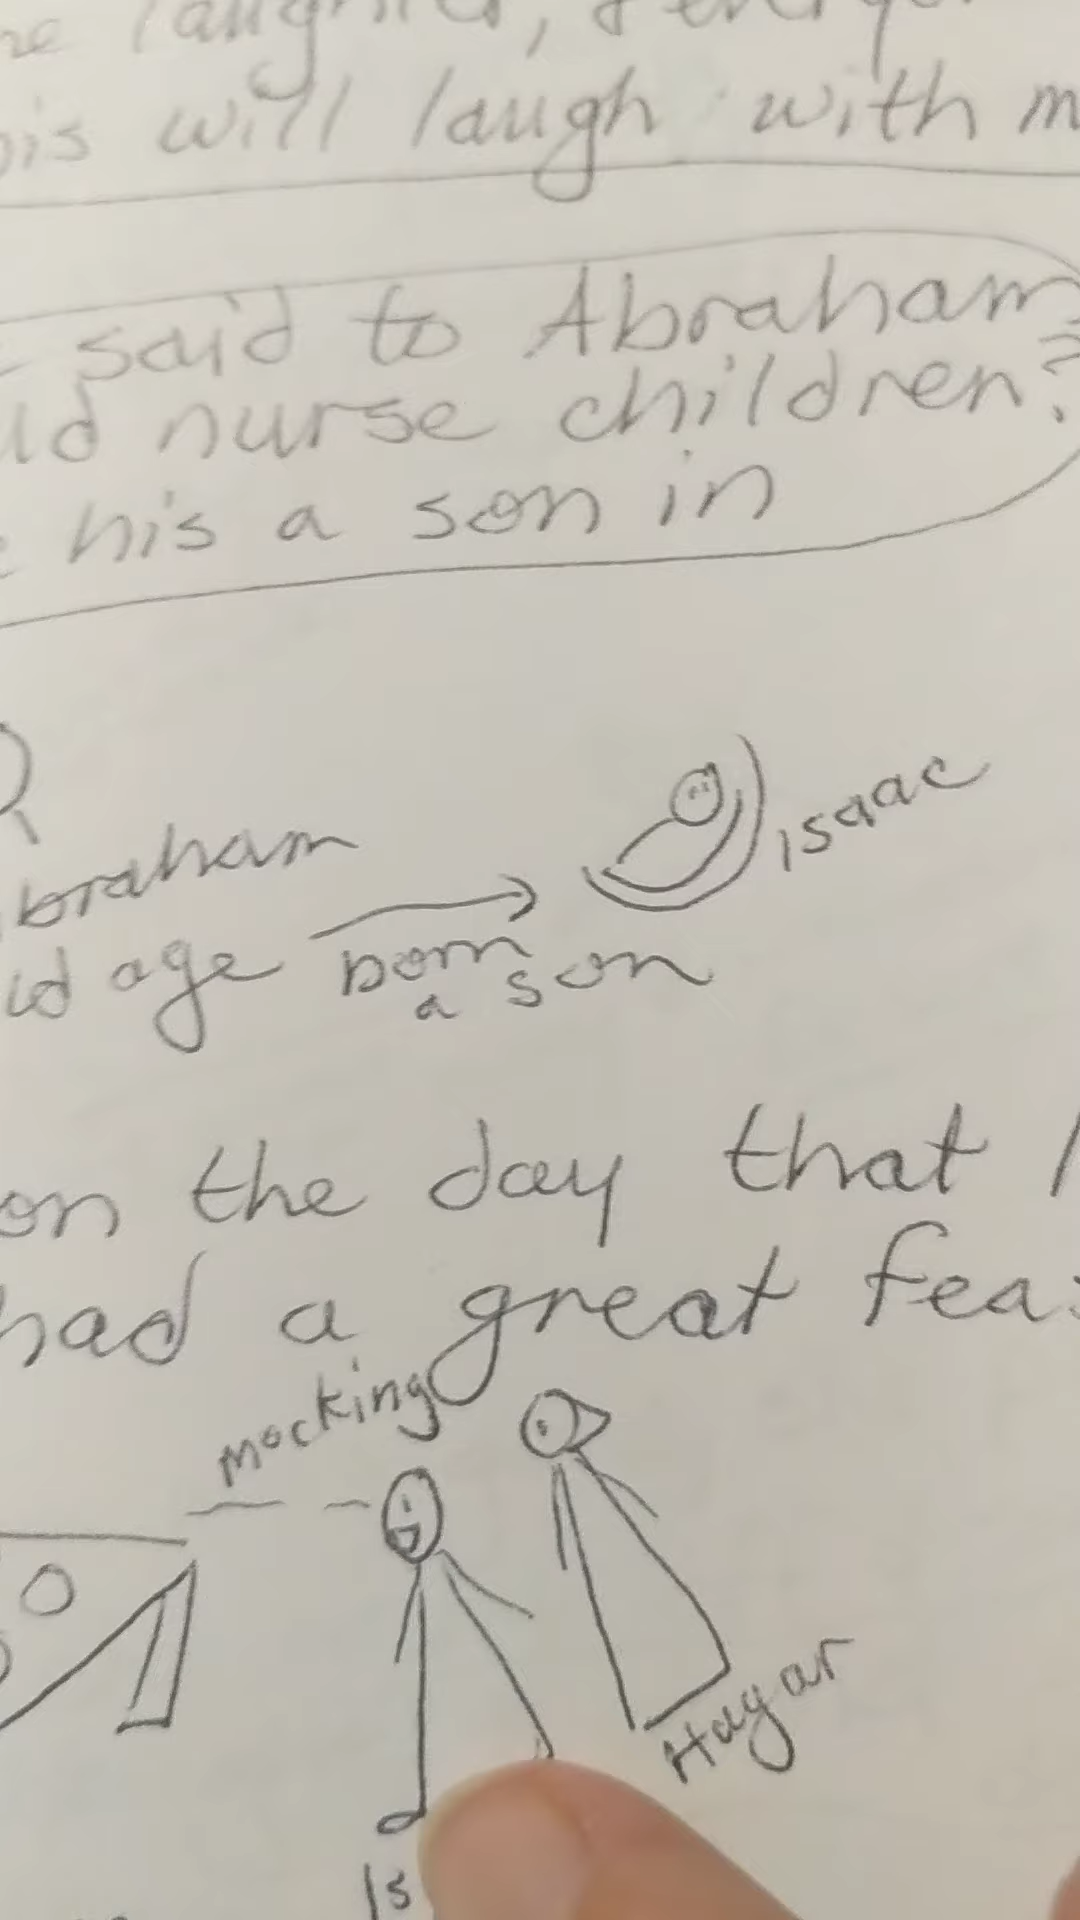 laughter,
will laugh with
said to Abraham
nurse children?
his a son in
Isaac
braham
age born
a son
on the day that
had a great
mocking
Hagar
Is